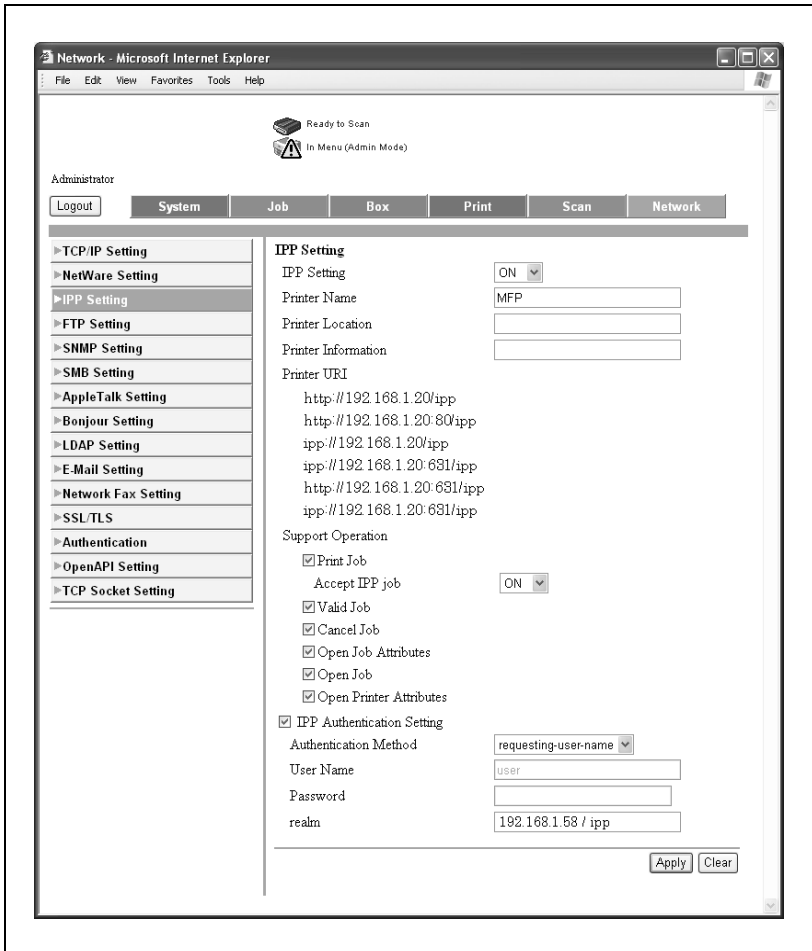 Network - Microsoft Internet Explorer
File Edit View Favorites Tools Help
Ready to Scan
In Menu (Admin Mode)
Administrator
Logout System Job Box Print Scan Network
TCP/IP Setting
NetWare Setting
IPP Setting
FTP Setting
SNMP Setting
SMB Setting
AppleTalk Setting
Bonjour Setting
LDAP Setting
E-Mail Setting
Network Fax Setting
SSL/TLS
Authentication
OpenAPI Setting
TCP Socket Setting
IPP Setting
IPP Setting ON
Printer Name MFP
Printer Location
Printer Information
Printer URI
http://192.168.1.20/ipp
http://192.168.1.20:80/ipp
ipp://192.168.1.20/ipp
ipp://192.168.1.20:631/ipp
http://192.168.1.20:631/ipp
ipp://192.168.1.20:631/ipp
Support Operation
Print Job
Accept IPP job ON
Valid Job
Cancel Job
Open Job Attributes
Open Job
Open Printer Attributes
IPP Authentication Setting
Authentication Method requesting-user-name
User Name user
Password
realm 192.168.1.58 / ipp
Apply Clear